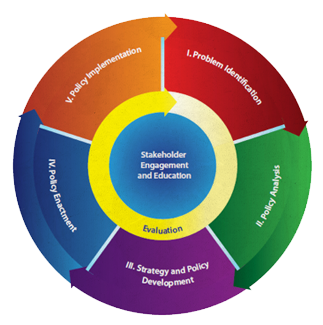 I. Problem Identification
II. Policy Analysis
III. Strategy and Policy
Development
IV. Policy Enactment
V. Policy Implementation
Stakeholder
Engagement
and Education
Evaluation